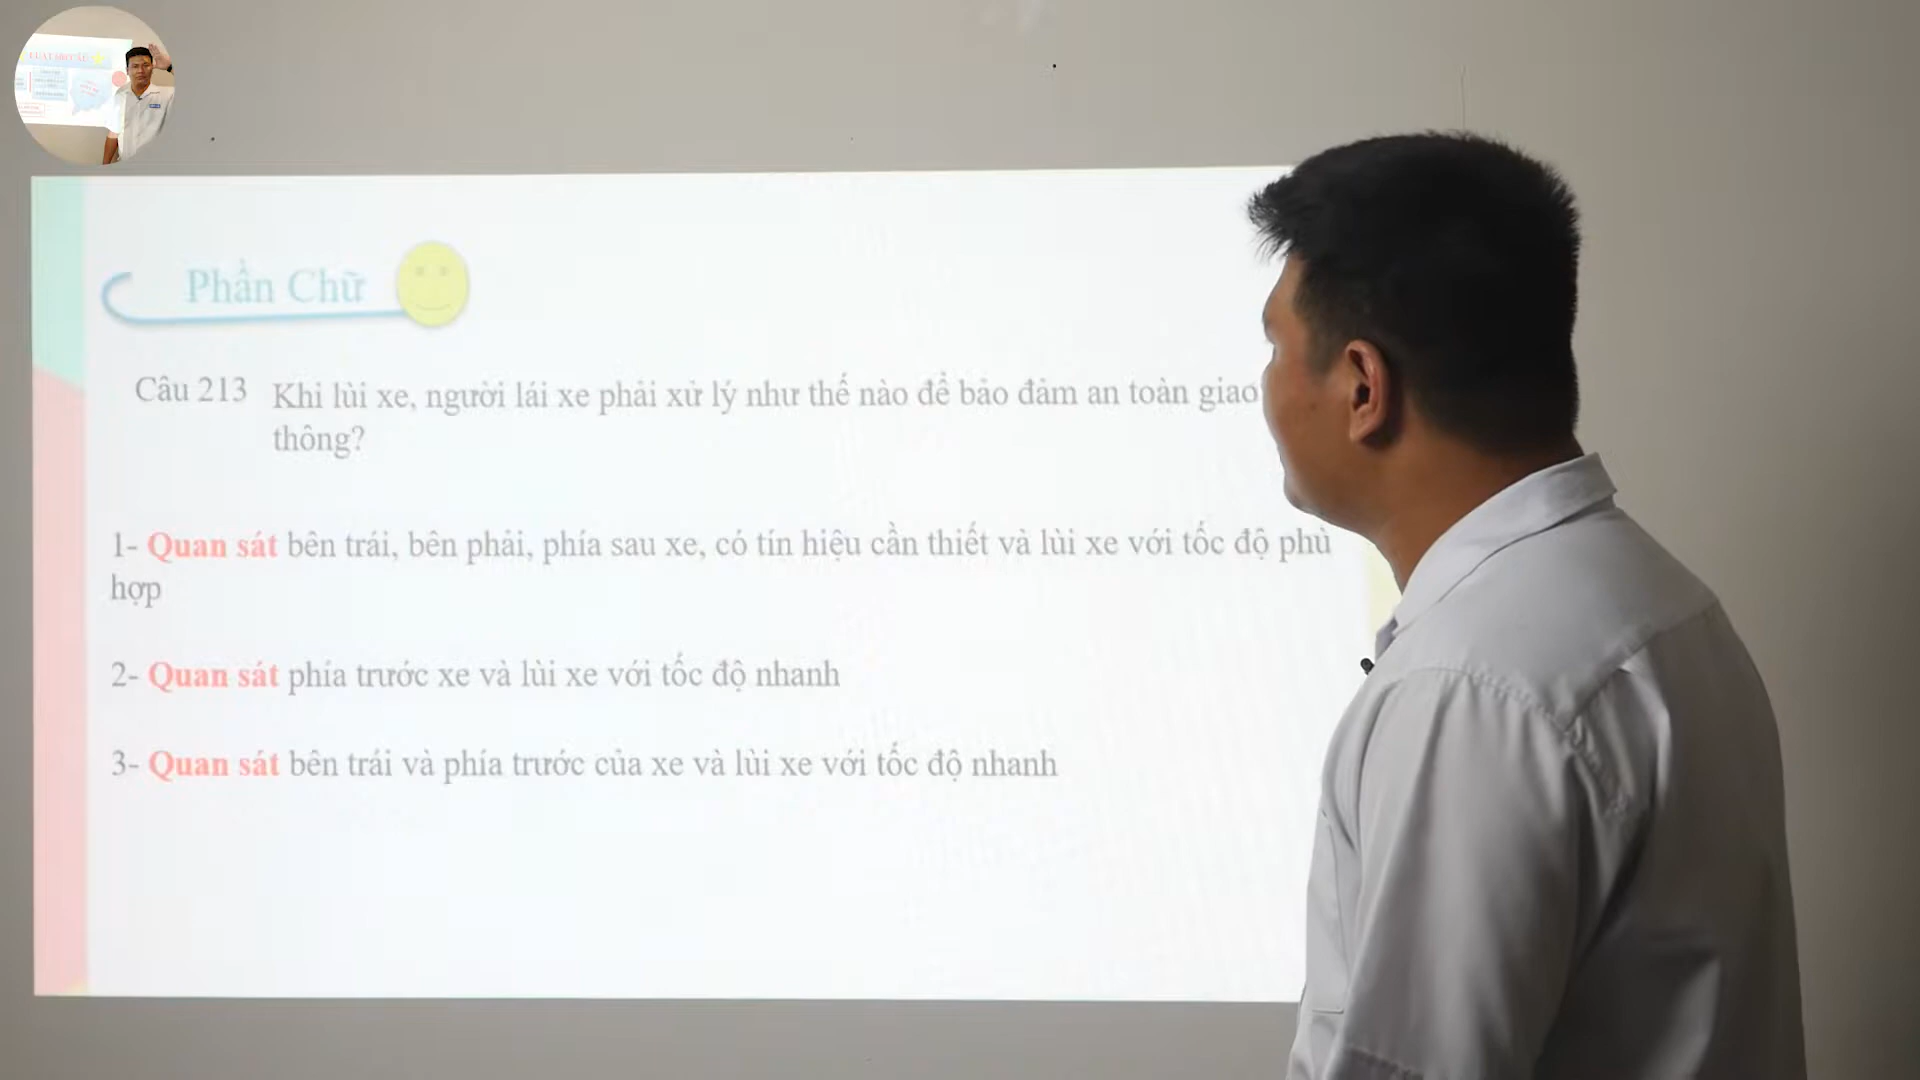 Phần Chữ
Câu 213 Khi lùi xe, người lái xe phải xử lý như thế nào để bảo đảm an toàn giao
thông?
1- Quan sát bên trái, bên phải, phía sau xe, có tín hiệu cần thiết và lùi xe với tốc độ phù
hợp
2- Quan sát phía trước xe và lùi xe với tốc độ nhanh
3- Quan sát bên trái và phía trước của xe và lùi xe với tốc độ nhanh